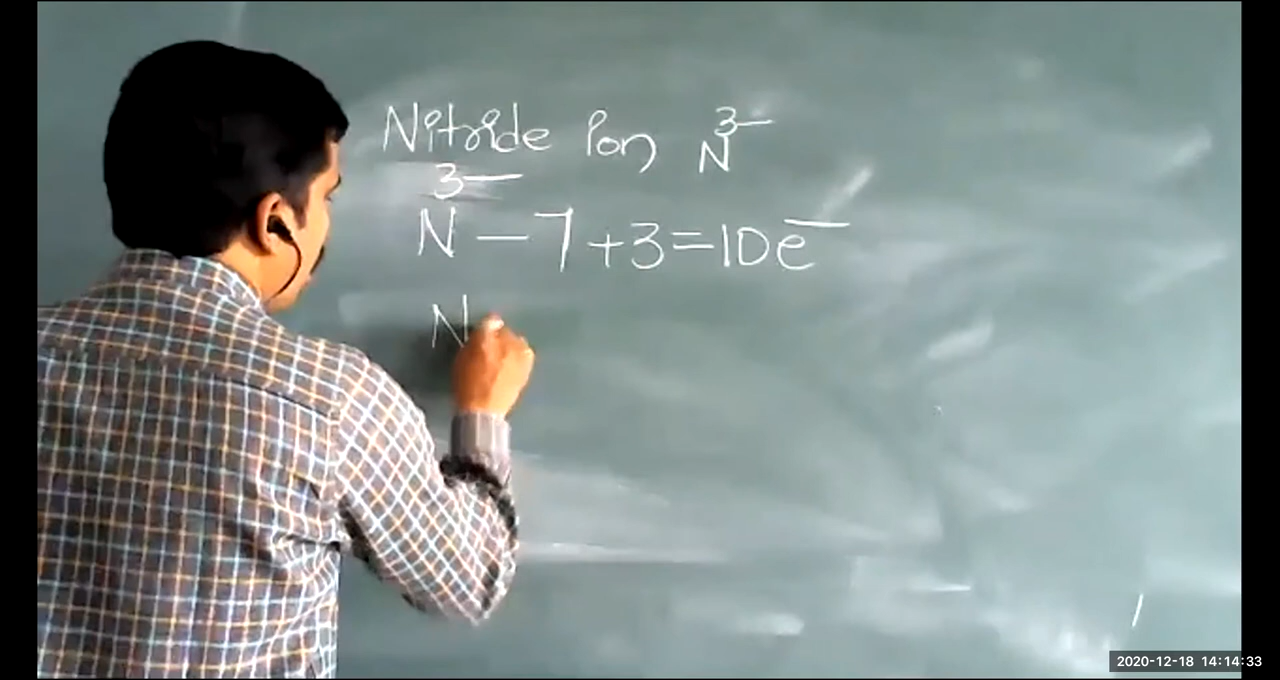 Nitride ion N³⁻
N³⁻ – 7+3=10e⁻
N
2020-12-18 14:14:33